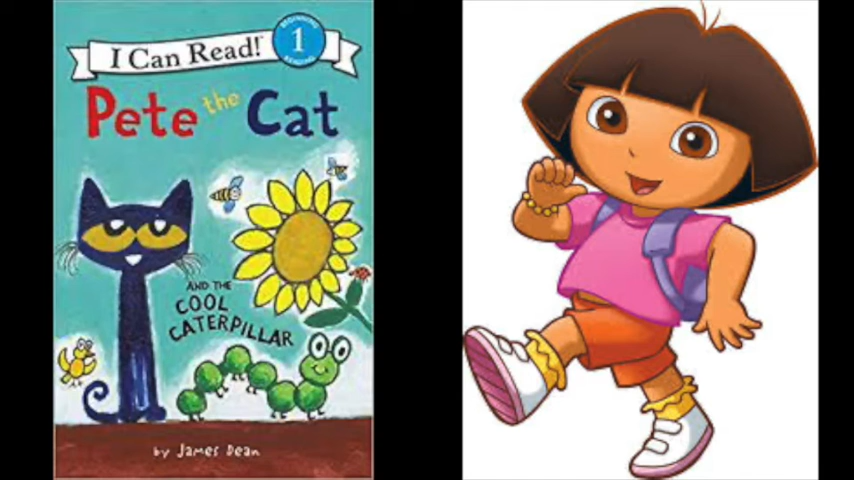 BEGINNING
I Can Read!
1
READING
Pete the Cat
AND THE
COOL
CATERPILLAR
by James Dean